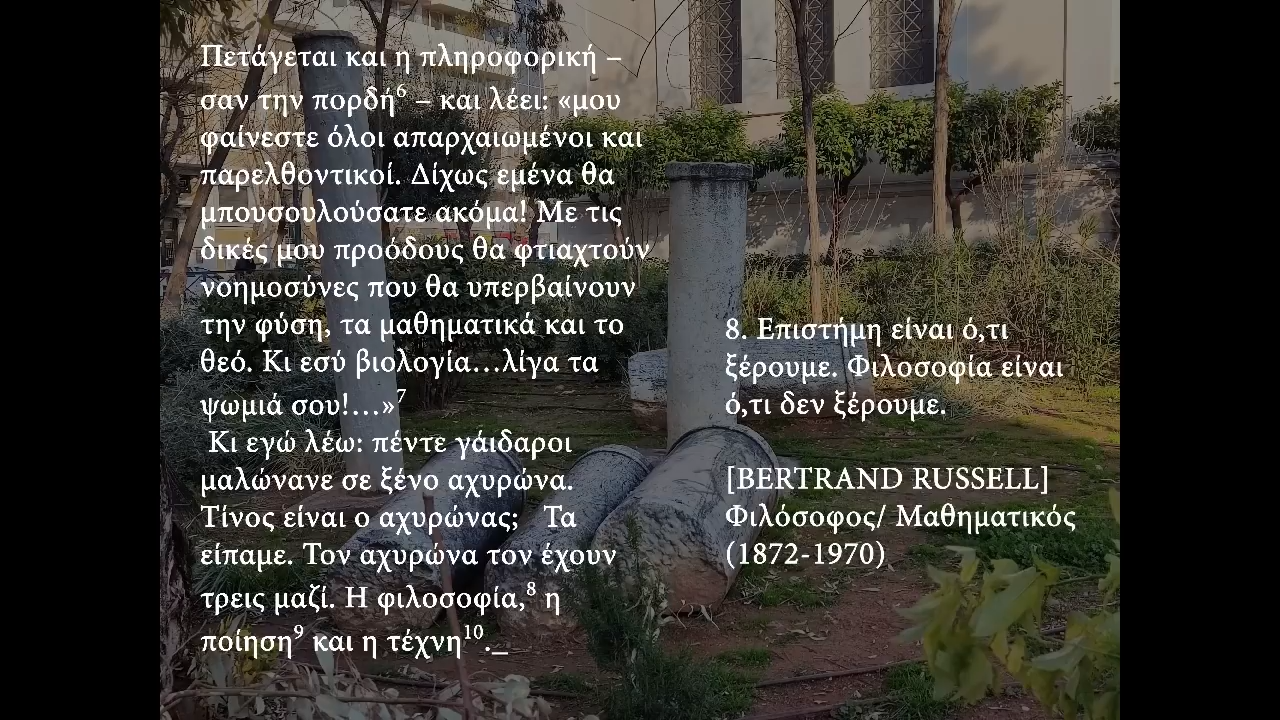 Πετάγεται και η πληροφορική –
σαν την πορδή⁶ – και λέει: «μου
φαίνεστε όλοι απαρχαιωμένοι και
παρελθοντικοί. Δίχως εμένα θα
μπουσουλούσατε ακόμα! Με τις
δικές μου προόδους θα φτιαχτούν
νοημοσύνες που θα υπερβαίνουν
την φύση, τα μαθηματικά και το
θεό. Κι εσύ βιολογία…λίγα τα
ψωμιά σου!…»⁷
Κι εγώ λέω: πέντε γάιδαροι
μαλώνανε σε ξένο αχυρώνα.
Τίνος είναι ο αχυρώνας; Τα
είπαμε. Τον αχυρώνα τον έχουν
τρεις μαζί. Η φιλοσοφία,⁸ η
ποίηση⁹ και η τέχνη¹⁰._
8. Επιστήμη είναι ό,τι
ξέρουμε. Φιλοσοφία είναι
ό,τι δεν ξέρουμε.
[BERTRAND RUSSELL]
Φιλόσοφος/ Μαθηματικός
(1872-1970)